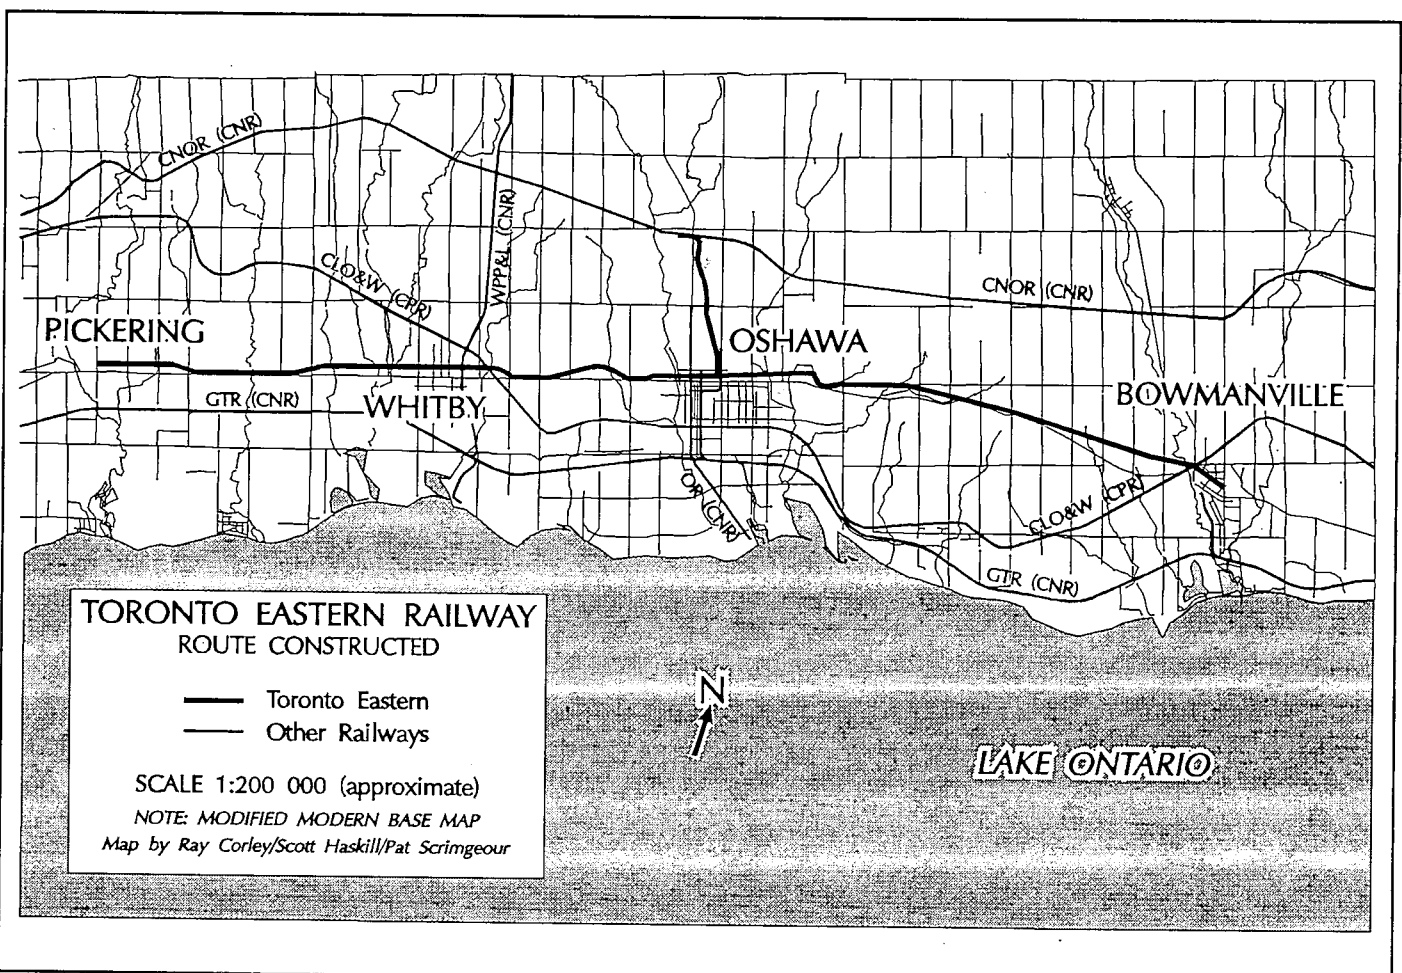 CNOR (CNR)
WPP&L (CNR)
CLO&W (CPR)
CNOR (CNR)
PICKERING
OSHAWA
GTR (CNR)
WHITBY
BOWMANVILLE
OR (CNR)
CLO&W (CPR)
GTR (CNR)
TORONTO EASTERN RAILWAY
ROUTE CONSTRUCTED
Toronto Eastern
Other Railways
SCALE 1:200 000 (approximate)
NOTE: MODIFIED MODERN BASE MAP
Map by Ray Corley/Scott Haskill/Pat Scrimgeour
N
LAKE ONTARIO